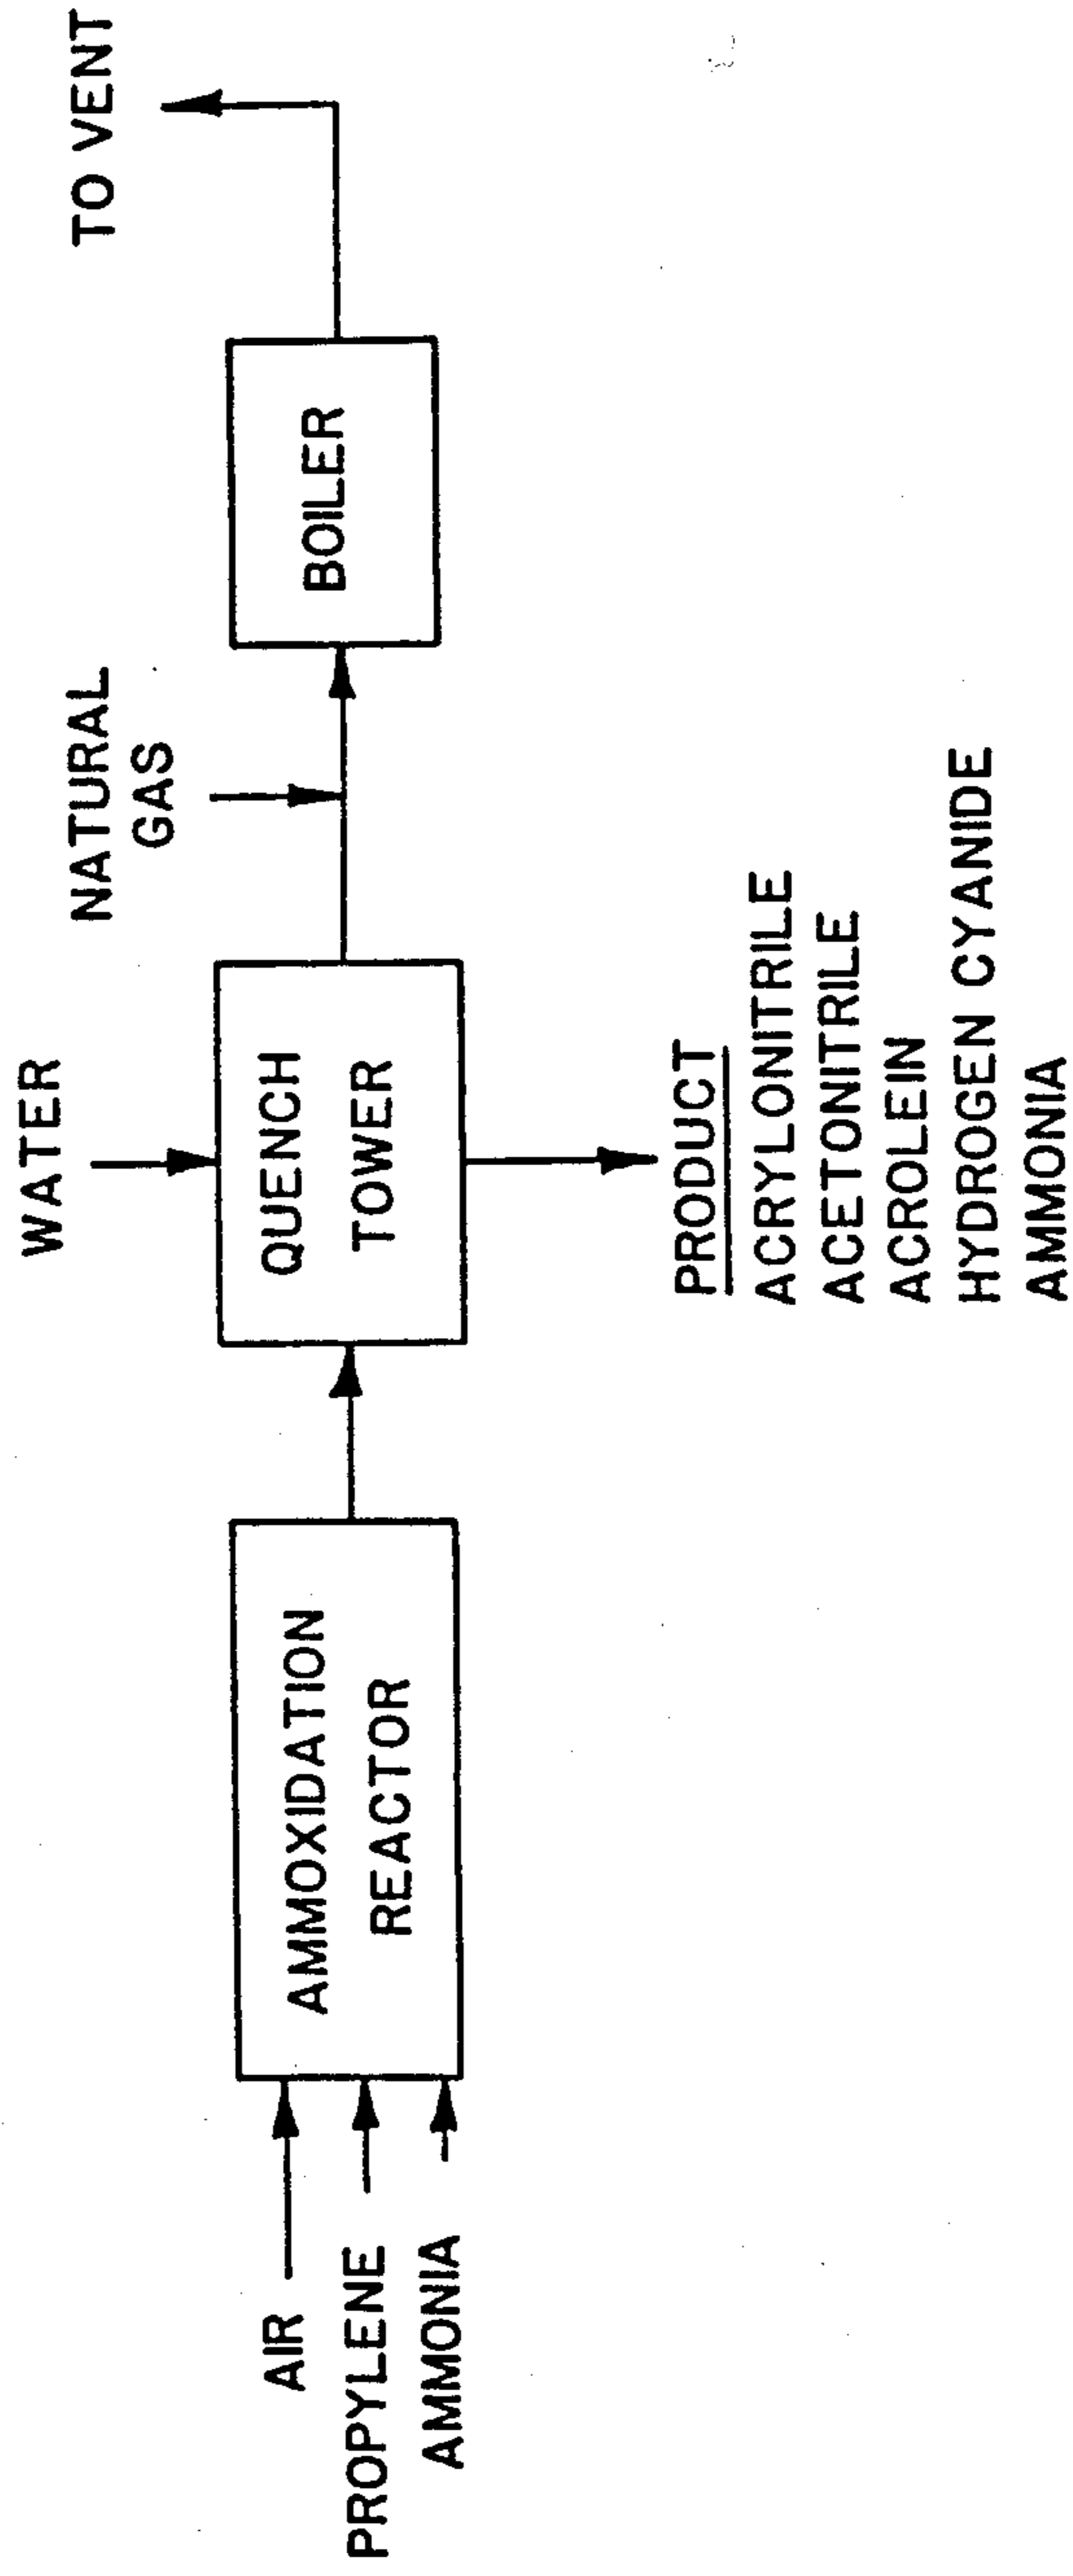 AIR
PROPYLENE
AMMONIA
AMMOXIDATION
REACTOR
WATER
QUENCH
TOWER
PRODUCT
ACRYLONITRILE
ACETONITRILE
ACROLEIN
HYDROGEN CYANIDE
AMMONIA
NATURAL
GAS
BOILER
TO VENT